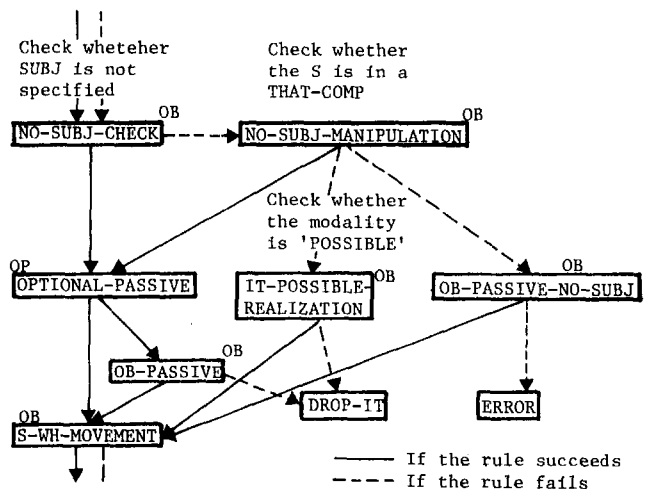 Check wheteher
SUBJ is not
specified
Check whether
the S is in a
THAT-COMP
OB
NO-SUBJ-CHECK
OB
NO-SUBJ-MANIPULATION
Check whether
the modality
is 'POSSIBLE'
OP
OPTIONAL-PASSIVE
OB
IT-POSSIBLE-
REALIZATION
OB
OB-PASSIVE-NO-SUBJ
OB
OB-PASSIVE
DROP-IT
ERROR
OB
S-WH-MOVEMENT
If the rule succeeds
If the rule fails